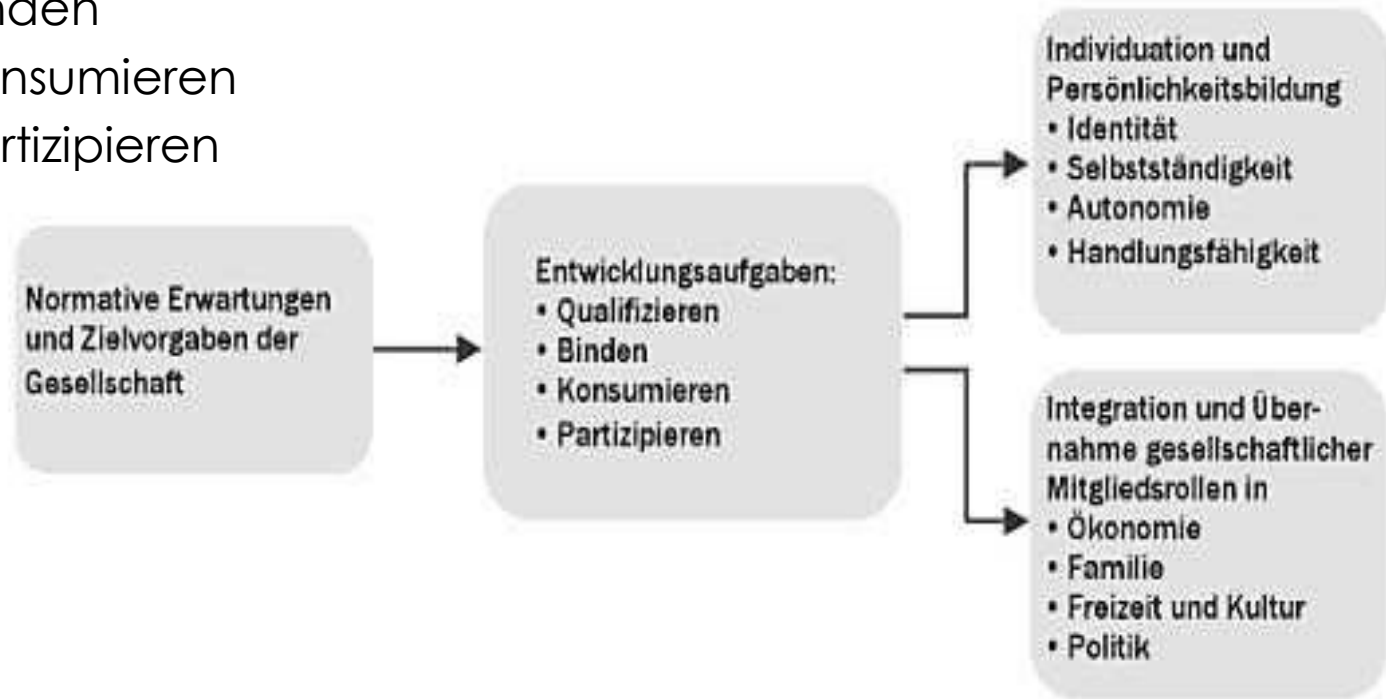 nden
nsumieren
rtizipieren
Normative Erwartungen
und Zielvorgaben der
Gesellschaft
Entwicklungsaufgaben:
• Qualifizieren
• Binden
• Konsumieren
• Partizipieren
Individuation und
Persönlichkeitsbildung
• Identität
• Selbstständigkeit
• Autonomie
• Handlungsfähigkeit
Integration und Über-
nahme gesellschaftlicher
Mitgliedsrollen in
• Ökonomie
• Familie
• Freizeit und Kultur
• Politik